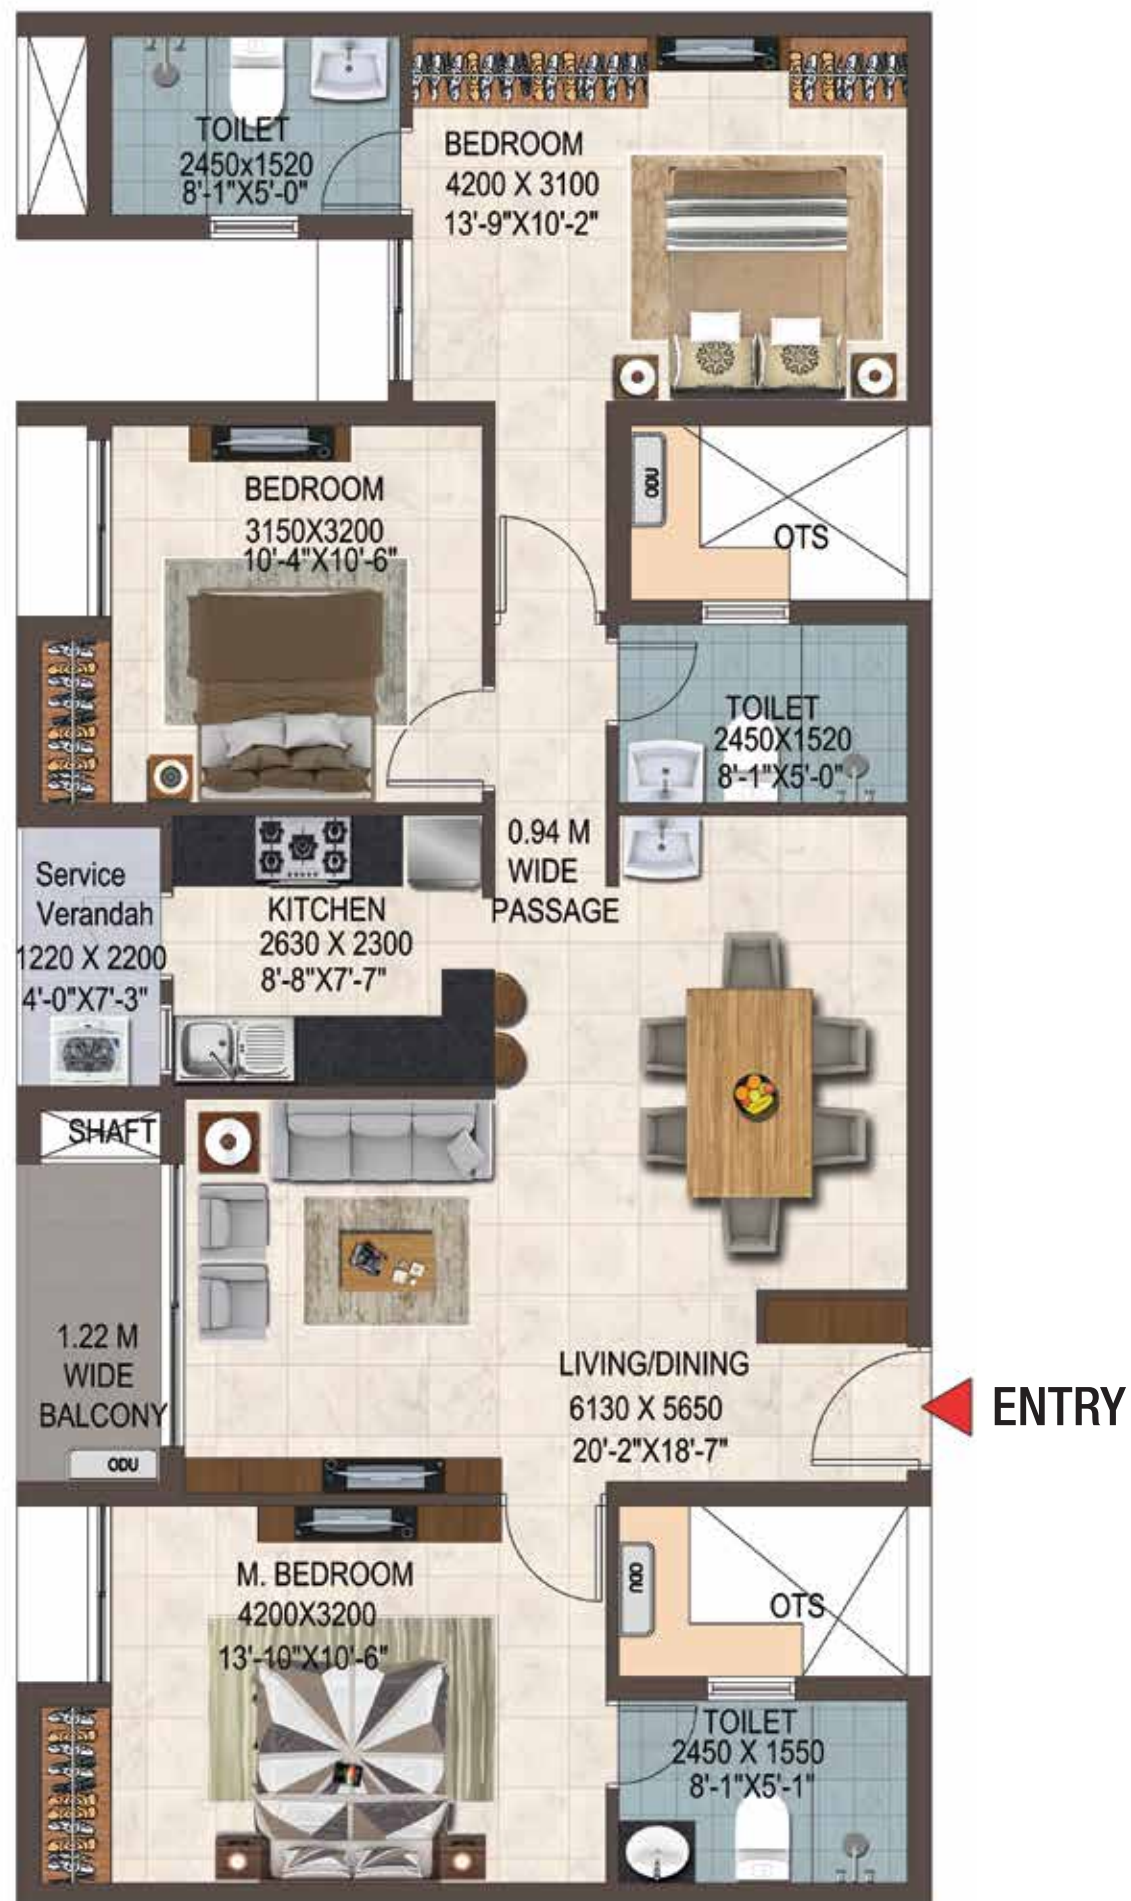 TOILET
2450x1520
8'-1"X5'-0"
BEDROOM
4200 X 3100
13'-9"X10'-2"
BEDROOM
3150X3200
10'-4"X10'-6"
ODU
OTS
TOILET
2450X1520
8'-1"X5'-0"
0.94 M
WIDE
PASSAGE
Service
Verandah
1220 X 2200
4'-0"X7'-3"
KITCHEN
2630 X 2300
8'-8"X7'-7"
SHAFT
1.22 M
WIDE
BALCONY
ODU
LIVING/DINING
6130 X 5650
20'-2"X18'-7"
ENTRY
M. BEDROOM
4200X3200
13'-10"X10'-6"
ODU
OTS
TOILET
2450 X 1550
8'-1"X5'-1"